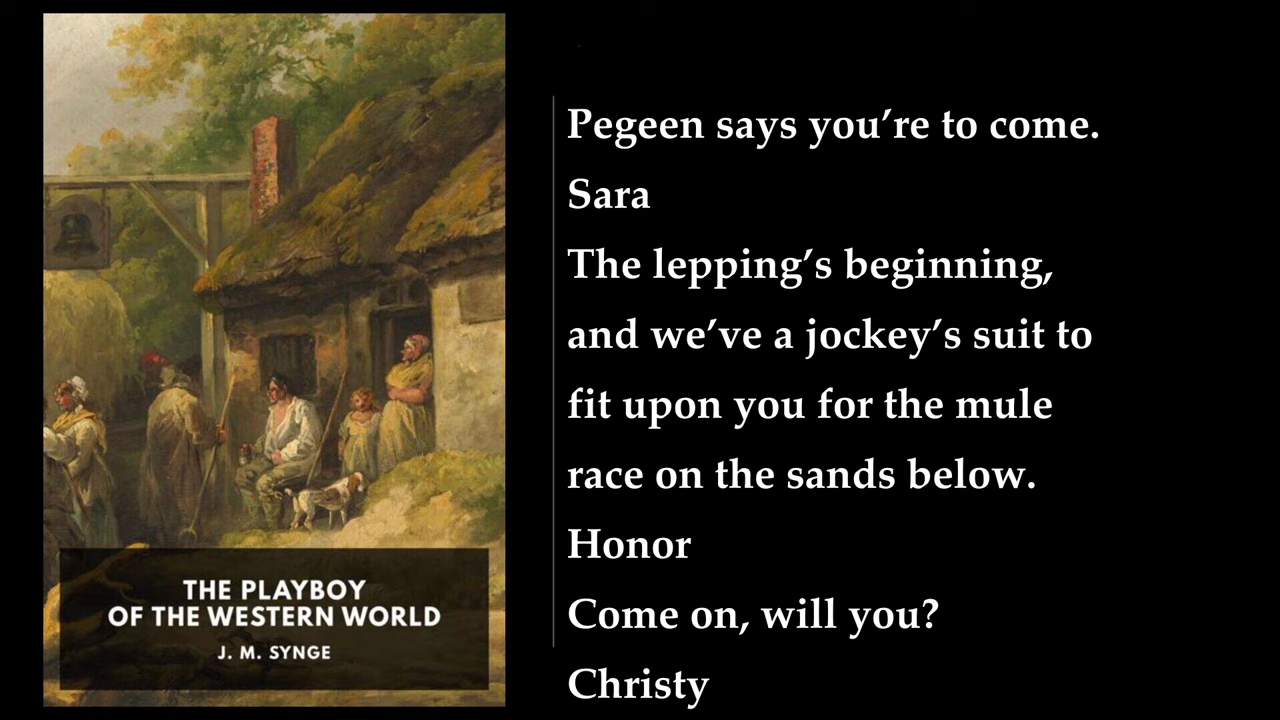 Pegeen says you’re to come.
Sara
The lepping’s beginning,
and we’ve a jockey’s suit to
fit upon you for the mule
race on the sands below.
Honor
Come on, will you?
Christy
THE PLAYBOY
OF THE WESTERN WORLD
J. M. SYNGE